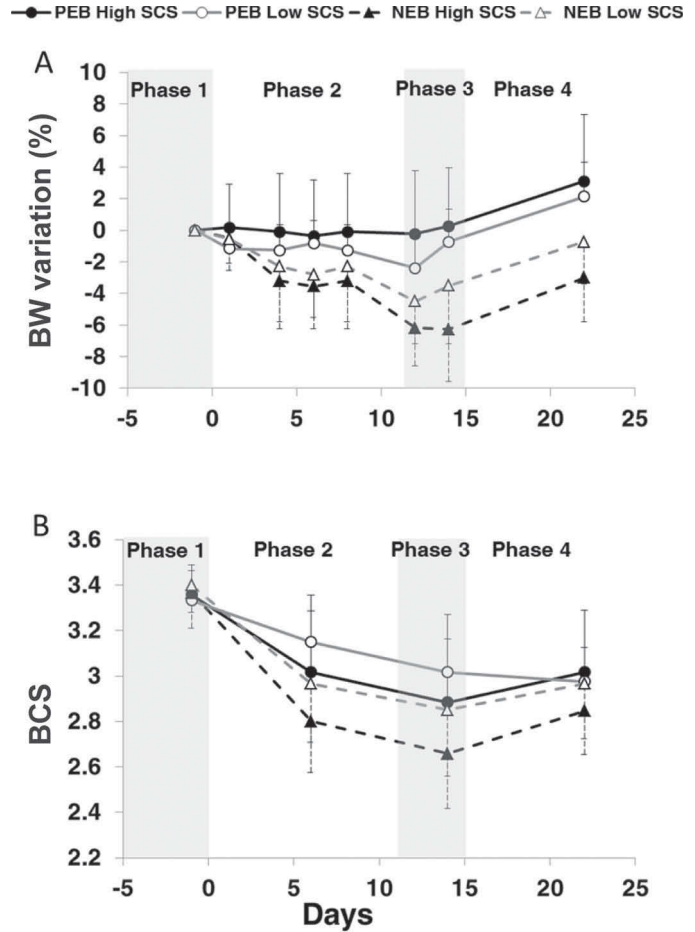 PEB High SCS PEB Low SCS NEB High SCS NEB Low SCS
A
10
Phase 1 Phase 2 Phase 3 Phase 4
8
6
4
2
0
-2
-4
-6
-8
-10
BW variation (%)
-5 0 5 10 15 20 25
B
3.6
Phase 1 Phase 2 Phase 3 Phase 4
3.4
3.2
3
2.8
2.6
2.4
2.2
BCS
-5 0 5 10 15 20 25
Days